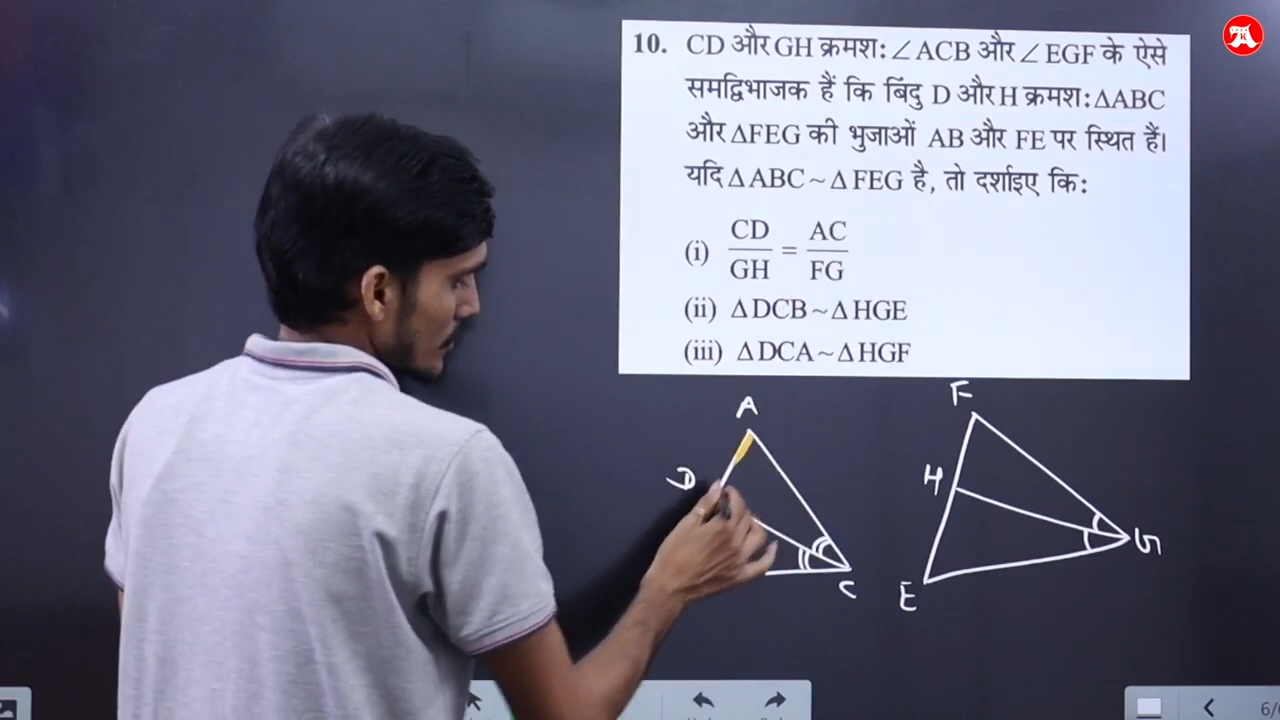 10. CD और GH क्रमश: ∠ACB और ∠EGF के ऐसे
समद्विभाजक हैं कि बिंदु D और H क्रमश: ΔABC
और ΔFEG की भुजाओं AB और FE पर स्थित हैं।
यदि ΔABC ~ ΔFEG है, तो दर्शाइए कि:
(i) CD/GH = AC/FG
(ii) ΔDCB ~ ΔHGE
(iii) ΔDCA ~ ΔHGF
A
D
C
F
H
E
G
6/